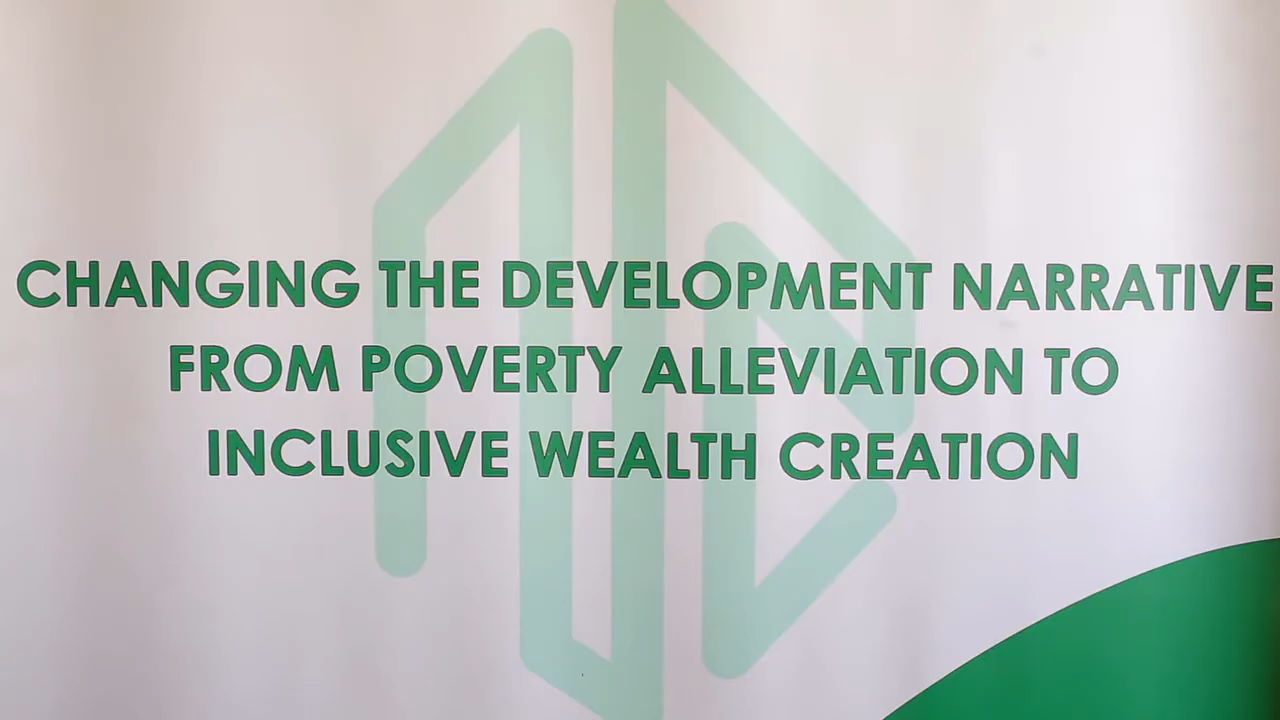 CHANGING THE DEVELOPMENT NARRATIVE
FROM POVERTY ALLEVIATION TO
INCLUSIVE WEALTH CREATION